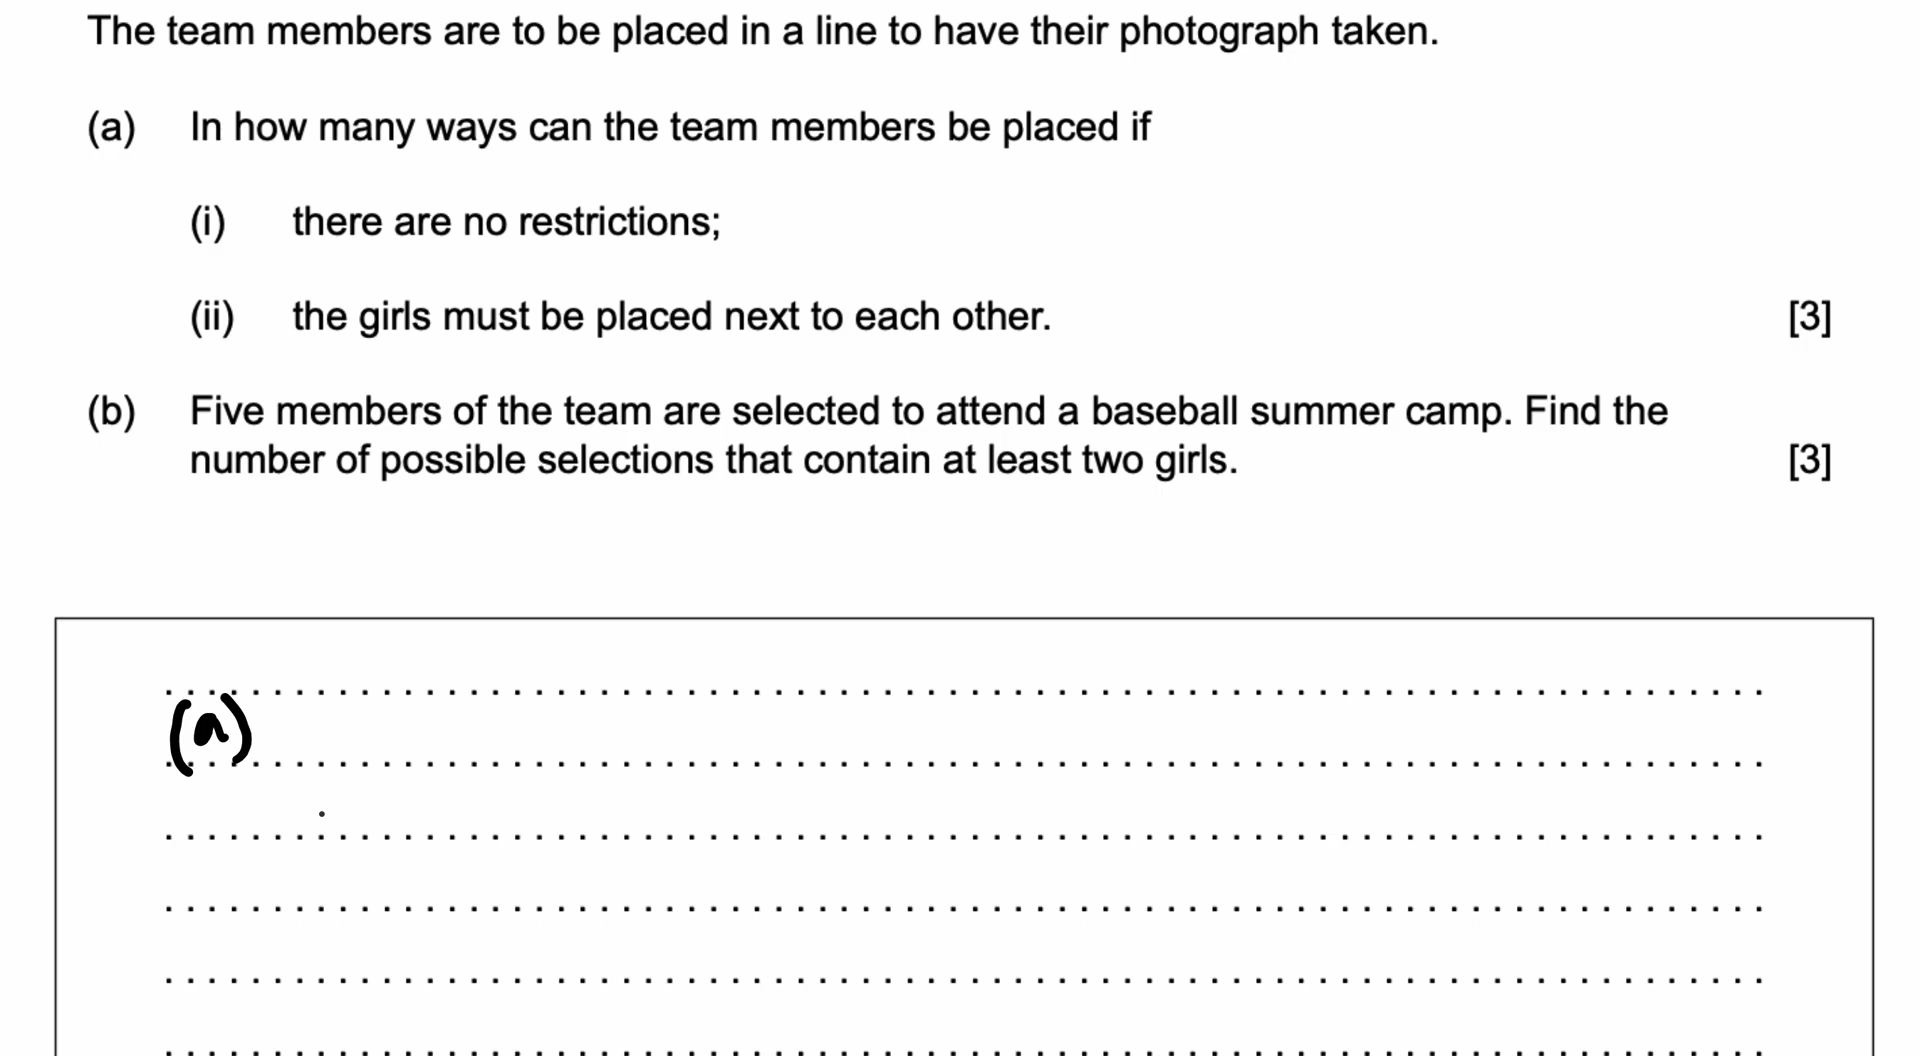 The team members are to be placed in a line to have their photograph taken.
(a) In how many ways can the team members be placed if
(i) there are no restrictions;
(ii) the girls must be placed next to each other. [3]
(b) Five members of the team are selected to attend a baseball summer camp. Find the
number of possible selections that contain at least two girls. [3]
(a)